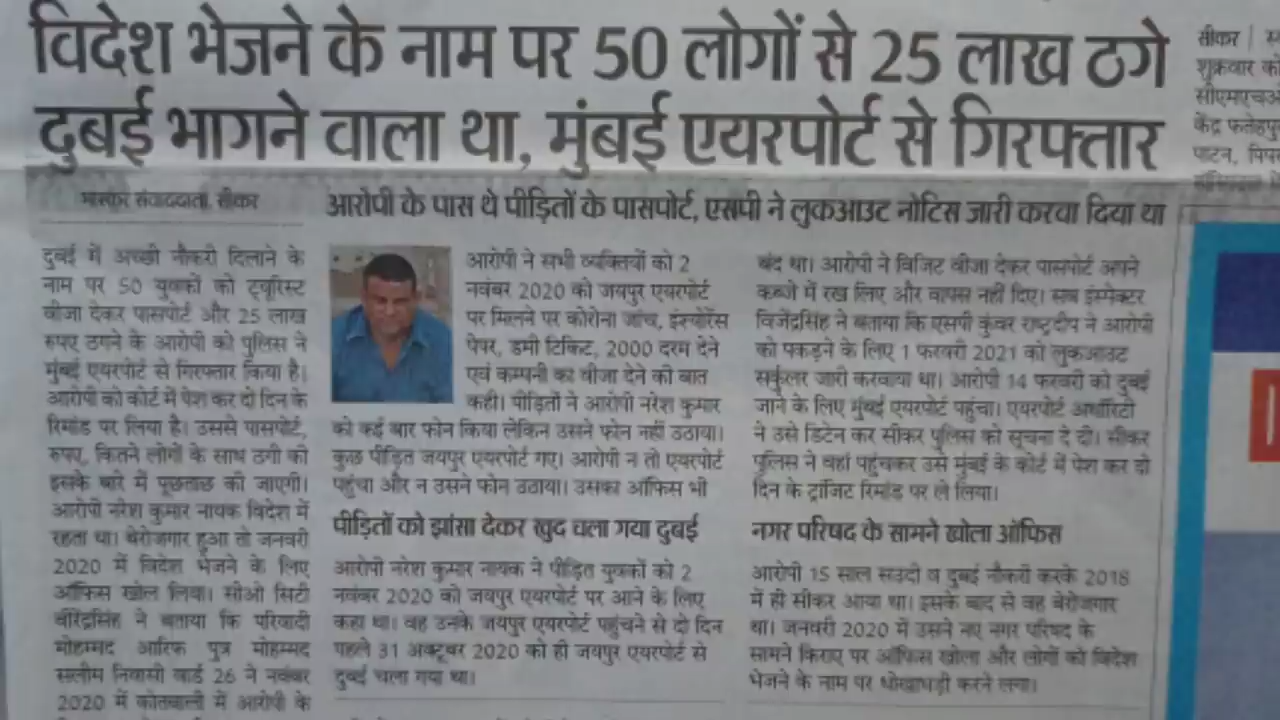 विदेश भेजने के नाम पर 50 लोगों से 25 लाख ठगे
दुबई भागने वाला था, मुंबई एयरपोर्ट से गिरफ्तार
भास्कर संवाददाता. सीकर
आरोपी के पास थे पीड़ितों के पासपोर्ट, एसपी ने लुकआउट नोटिस जारी करवा दिया था
दुबई में अच्छी नौकरी दिलाने के
नाम पर 50 युवकों को ट्यूरिस्ट
वीजा देकर पासपोर्ट और 25 लाख
रुपए ठगने के आरोपी को पुलिस ने
मुंबई एयरपोर्ट से गिरफ्तार किया है।
आरोपी को कोर्ट में पेश कर दो दिन के
रिमांड पर लिया है। उससे पासपोर्ट,
रुपए, कितने लोगों के साथ ठगी की
इसके बारे में पूछताछ की जाएगी।
आरोपी नरेश कुमार नायक विदेश में
रहता था। बेरोजगार हुआ तो जनवरी
2020 में विदेश भेजने के लिए
ऑफिस खोल लिया। सीओ सिटी
वीरेंद्रसिंह ने बताया कि परिवादी
मोहम्मद आरिफ पुत्र मोहम्मद
सलीम निवासी वार्ड 26 ने नवंबर
2020 में कोतवाली में आरोपी के
आरोपी ने सभी व्यक्तियों को 2
नवंबर 2020 को जयपुर एयरपोर्ट
पर मिलने पर कोरोना जांच, इंश्योरेंस
पेपर, डमी टिकिट, 2000 दरम देने
एवं कम्पनी का वीजा देने की बात
कही। पीड़ितों ने आरोपी नरेश कुमार
को कई बार फोन किया लेकिन उसने फोन नहीं उठाया।
कुछ पीड़ित जयपुर एयरपोर्ट गए। आरोपी न तो एयरपोर्ट
पहुंचा और न उसने फोन उठाया। उसका ऑफिस भी
पीड़ितों को झांसा देकर खुद चला गया दुबई
आरोपी नरेश कुमार नायक ने पीड़ित युवकों को 2
नवंबर 2020 को जयपुर एयरपोर्ट पर आने के लिए
कहा था। वह उनके जयपुर एयरपोर्ट पहुंचने से दो दिन
पहले 31 अक्टूबर 2020 को ही जयपुर एयरपोर्ट से
दुबई चला गया था।
बंद था। आरोपी ने विजिट वीजा देकर पासपोर्ट अपने
कब्जे में रख लिए और वापस नहीं दिए। सब इंस्पेक्टर
विजेंद्रसिंह ने बताया कि एसपी कुंवर राष्ट्रदीप ने आरोपी
को पकड़ने के लिए 1 फरवरी 2021 को लुकआउट
सर्कुलर जारी करवाया था। आरोपी 14 फरवरी को दुबई
जाने के लिए मुंबई एयरपोर्ट पहुंचा। एयरपोर्ट अथॉरिटी
ने उसे डिटेन कर सीकर पुलिस को सूचना दे दी। सीकर
पुलिस ने वहां पहुंचकर उसे मुंबई के कोर्ट में पेश कर दो
दिन के ट्रांजिट रिमांड पर ले लिया।
नगर परिषद के सामने खोला ऑफिस
आरोपी 15 साल सउदी व दुबई नौकरी करके 2018
में ही सीकर आया था। इसके बाद से वह बेरोजगार
था। जनवरी 2020 में उसने नए नगर परिषद के
सामने किराए पर ऑफिस खोला और लोगों को विदेश
भेजने के नाम पर धोखाधड़ी करने लगा।
सीकर |
शुक्रवार को
सीएमएचओ
केंद्र फतेहपु
पाटन, पिप